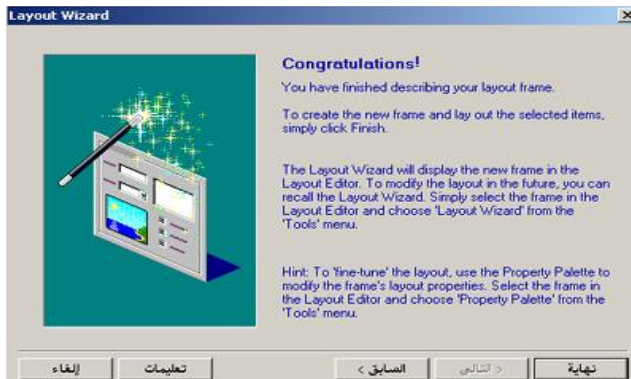 Layout Wizard
Congratulations!
You have finished describing your layout frame.
To create the new frame and lay out the selected items,
simply click Finish.
The Layout Wizard will display the new frame in the
Layout Editor. To modify the layout in the future, you can
recall the Layout Wizard. Simply select the frame in the
Layout Editor and choose 'Layout Wizard' from the
'Tools' menu.
Hint: To 'fine-tune' the layout, use the Property Palette to
modify the frame's layout properties. Select the frame in
the Layout Editor and choose 'Property Palette' from the
'Tools' menu.
إلغاء تعليمات السابق > < التالي نهاية